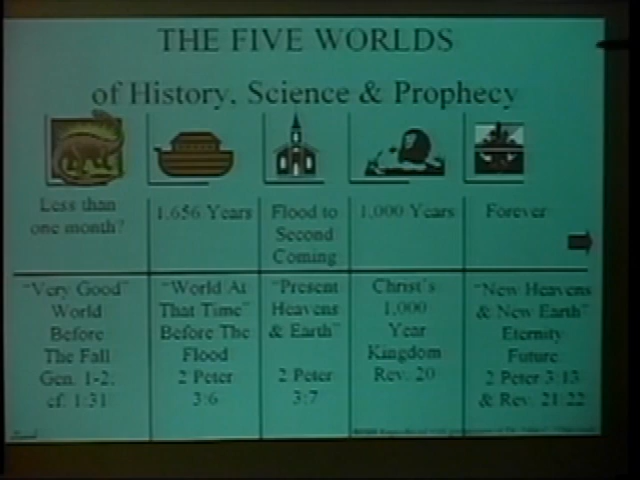 THE FIVE WORLDS
of History, Science & Prophecy
Less than
one month?
1,656 Years
Flood to
Second
Coming
1,000 Years
Forever
"Very Good"
World
Before
The Fall
Gen. 1-2;
cf. 1:31
"World At
That Time"
Before The
Flood
2 Peter
3:6
"Present
Heavens
& Earth"
2 Peter
3:7
Christ's
1,000
Year
Kingdom
Rev. 20
"New Heavens
& New Earth"
Eternity
Future
2 Peter 3:13
& Rev. 21-22